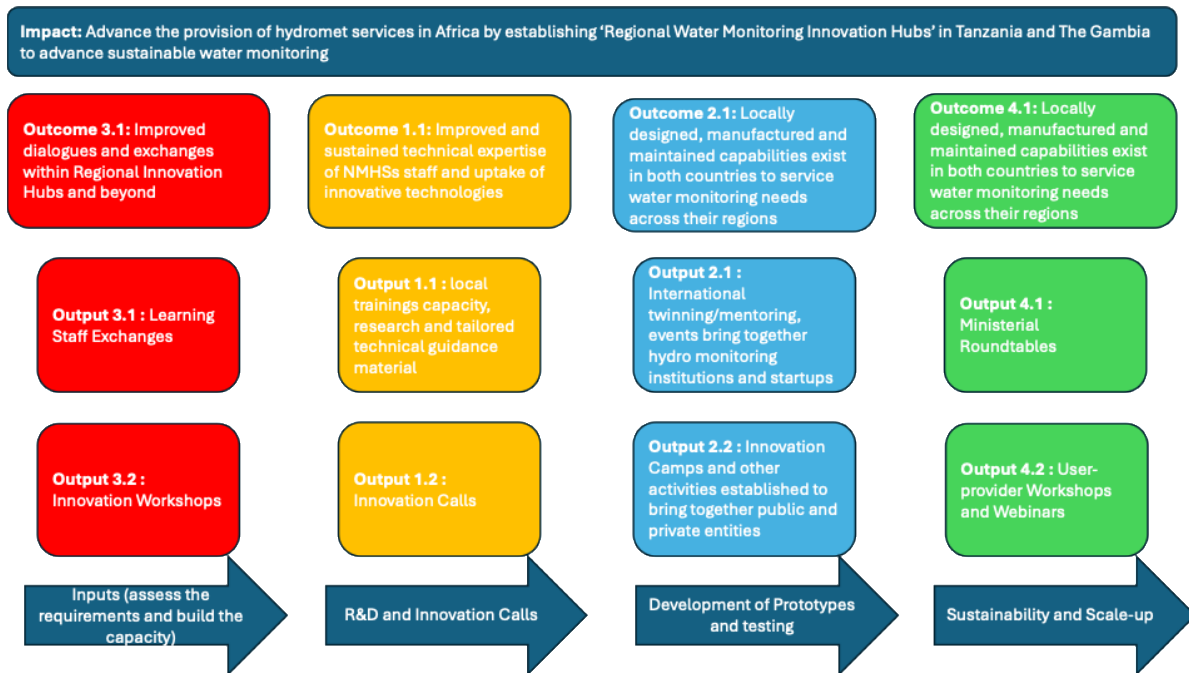 Impact: Advance the provision of hydromet services in Africa by establishing ‘Regional Water Monitoring Innovation Hubs’ in Tanzania and The Gambia
to advance sustainable water monitoring
Outcome 3.1: Improved
dialogues and exchanges
within Regional Innovation
Hubs and beyond
Outcome 1.1: Improved and
sustained technical expertise
of NMHSs staff and uptake of
innovative technologies
Outcome 2.1: Locally
designed, manufactured and
maintained capabilities exist
in both countries to service
water monitoring needs
across their regions
Outcome 4.1: Locally
designed, manufactured and
maintained capabilities exist
in both countries to service
water monitoring needs
across their regions
Output 3.1 : Learning
Staff Exchanges
Output 1.1 : local
trainings capacity,
research and tailored
technical guidance
material
Output 2.1 :
International
twinning/mentoring,
events bring together
hydro monitoring
institutions and startups
Output 4.1 :
Ministerial
Roundtables
Output 3.2 :
Innovation Workshops
Output 1.2 :
Innovation Calls
Output 2.2 : Innovation
Camps and other
activities established to
bring together public and
private entities
Output 4.2 : User-
provider Workshops
and Webinars
Inputs (assess the
requirements and build the
capacity)
R&D and Innovation Calls
Development of Prototypes
and testing
Sustainability and Scale-up